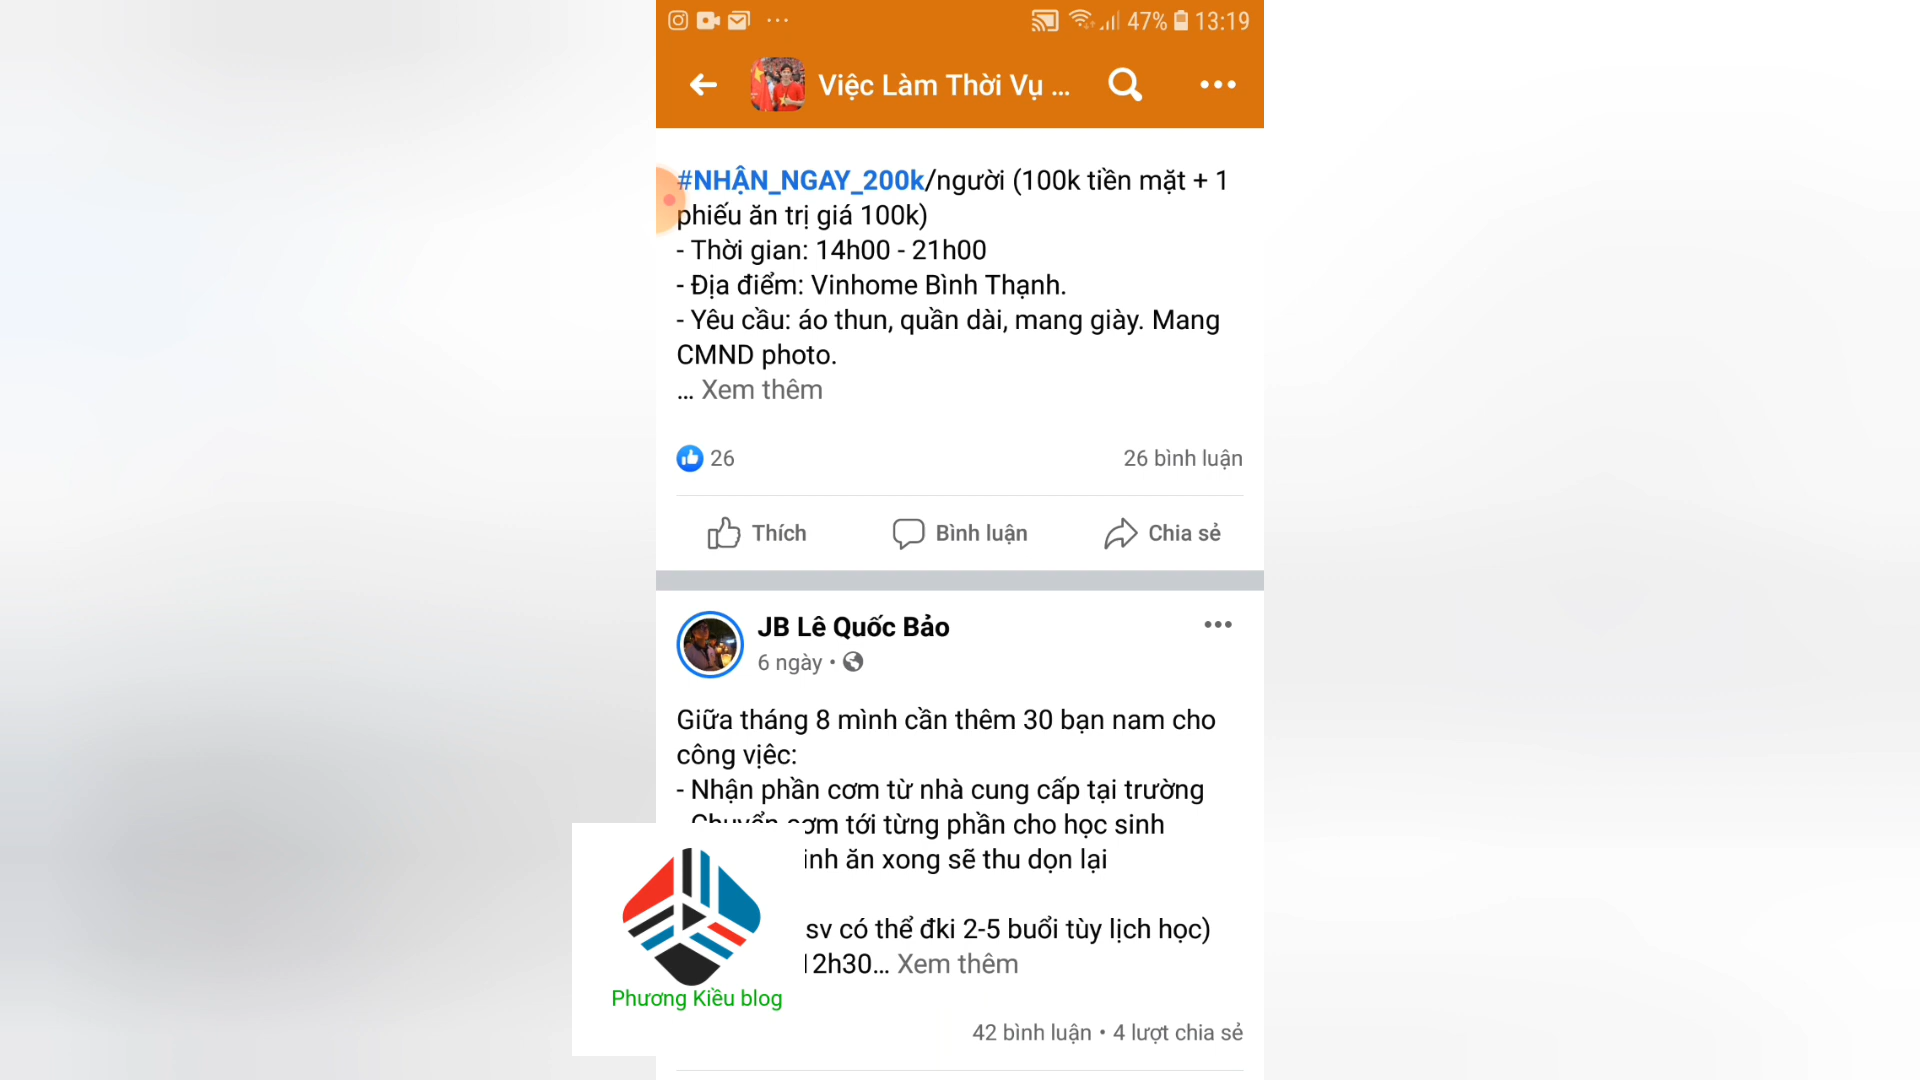 47% 13:19
Việc Làm Thời Vụ ...
#NHẬN_NGAY_200k/người (100k tiền mặt + 1
phiếu ăn trị giá 100k)
- Thời gian: 14h00 - 21h00
- Địa điểm: Vinhome Bình Thạnh.
- Yêu cầu: áo thun, quần dài, mang giày. Mang
CMND photo.
... Xem thêm
26 26 bình luận
Thích Bình luận Chia sẻ
JB Lê Quốc Bảo
6 ngày
Giữa tháng 8 mình cần thêm 30 bạn nam cho
công việc:
- Nhận phần cơm từ nhà cung cấp tại trường
- Chuyển cơm tới từng phần cho học sinh
ăn xong sẽ thu dọn lại
sv có thể đki 2-5 buổi tùy lịch học)
2h30... Xem thêm
Phương Kiều blog
42 bình luận • 4 lượt chia sẻ